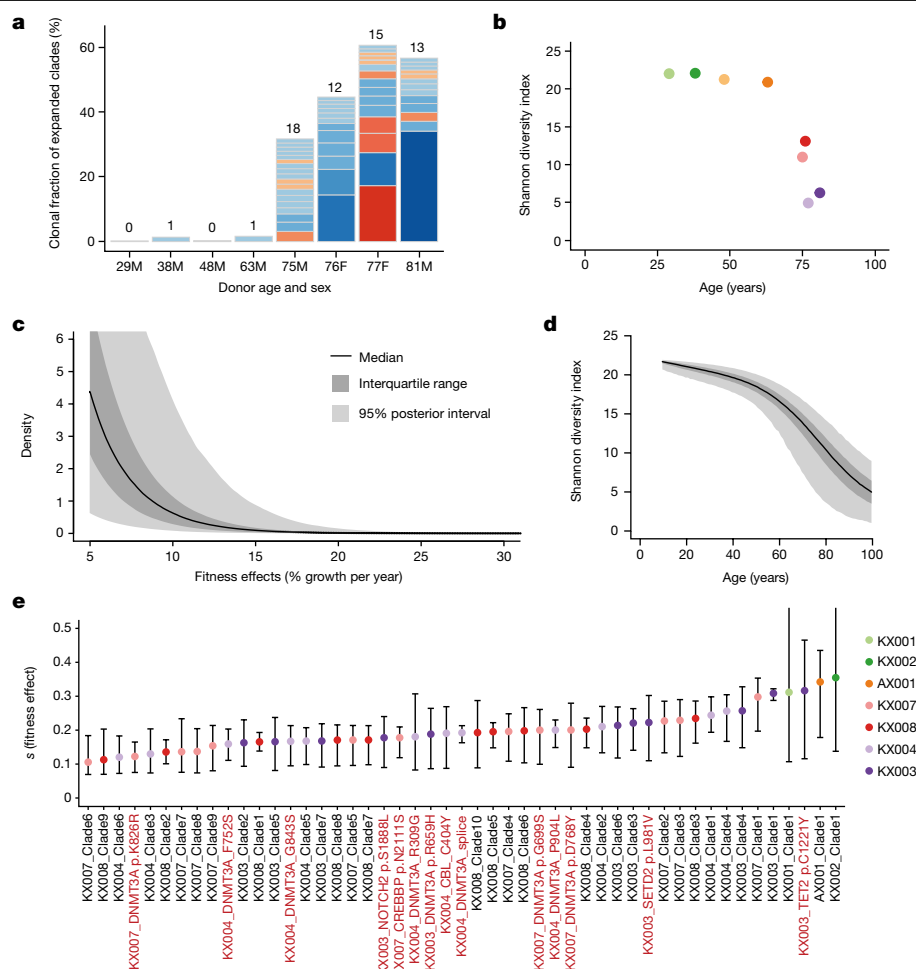 a
Clonal fraction of expanded clades (%)
60
40
20
0
0
1
0
1
18
12
15
13
29M 38M 48M 63M 75M 76F 77F 81M
Donor age and sex
b
Shannon diversity index
25
20
15
10
5
0
0 25 50 75 100
Age (years)
c
Density
6
5
4
3
2
1
0
5 10 15 20 25 30
Fitness effects (% growth per year)
Median
Interquartile range
95% posterior interval
d
Shannon diversity index
25
20
15
10
5
0
0 20 40 60 80 100
Age (years)
e
s (fitness effect)
0.5
0.4
0.3
0.2
0.1
0
KX007_Clade6
KX008_Clade9
KX004_Clade6
KX007_DNMT3A p.K826R
KX004_Clade3
KX008_Clade2
KX007_Clade7
KX007_Clade8
KX007_Clade9
KX004_DNMT3A_F752S
KX003_Clade2
KX008_Clade1
KX003_Clade5
KX004_DNMT3A_G843S
KX004_Clade5
KX003_Clade7
KX008_Clade8
KX007_Clade5
KX008_Clade7
KX003_NOTCH2 p.S1888L
KX007_CREBBP p.N2111S
KX004_DNMT3A_R309G
KX003_DNMT3A p.R659H
KX004_CBL_C404Y
KX004_DNMT3A_splice
KX008_Clade10
KX008_Clade5
KX007_Clade4
KX008_Clade6
KX007_DNMT3A p.G699S
KX004_DNMT3A_P904L
KX007_DNMT3A p.D768Y
KX008_Clade4
KX004_Clade2
KX003_Clade6
KX003_Clade3
KX003_SETD2 p.L981V
KX007_Clade2
KX007_Clade3
KX008_Clade3
KX004_Clade1
KX004_Clade4
KX003_Clade4
KX007_Clade1
KX003_Clade1
KX001_Clade1
KX003_TET2 p.C1221Y
AX001_Clade1
KX002_Clade1
KX001
KX002
AX001
KX007
KX008
KX004
KX003